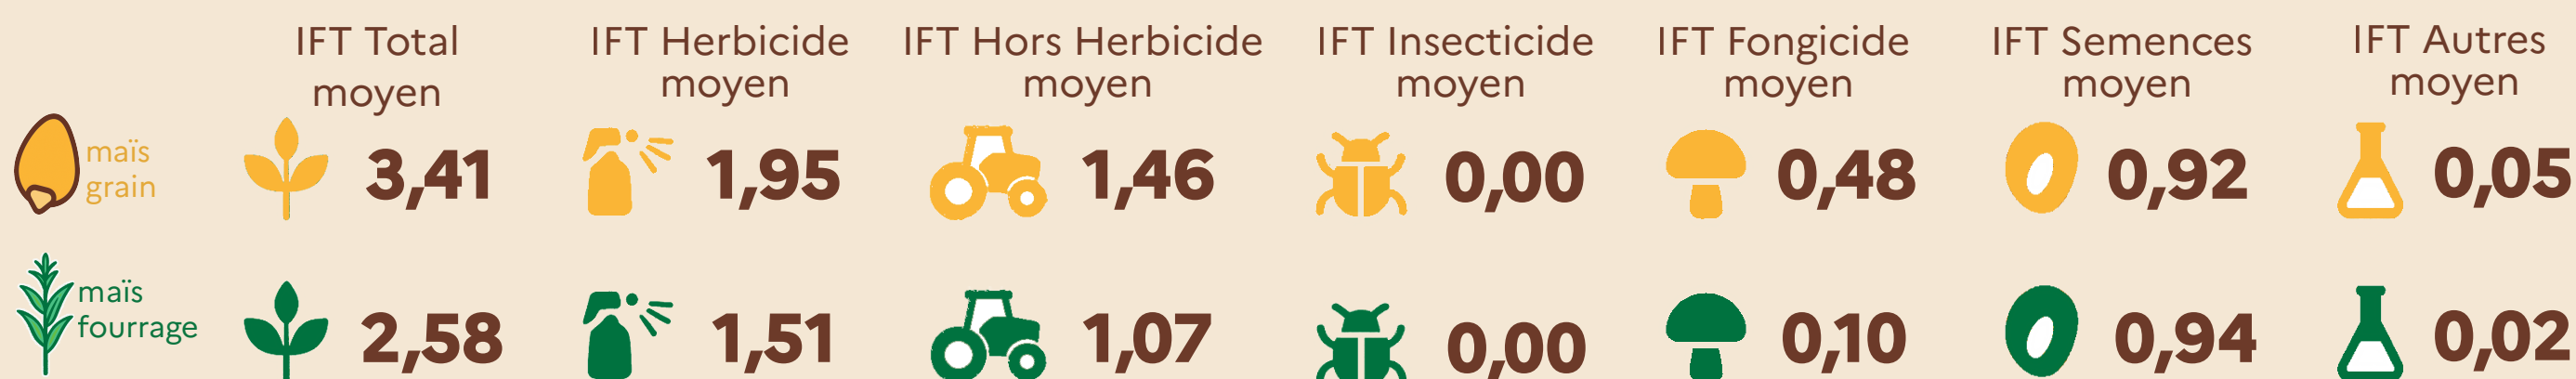 IFT Total
moyen
IFT Herbicide
moyen
IFT Hors Herbicide
moyen
IFT Insecticide
moyen
IFT Fongicide
moyen
IFT Semences
moyen
IFT Autres
moyen
maïs
grain
3,41
1,95
1,46
0,00
0,48
0,92
0,05
maïs
fourrage
2,58
1,51
1,07
0,00
0,10
0,94
0,02